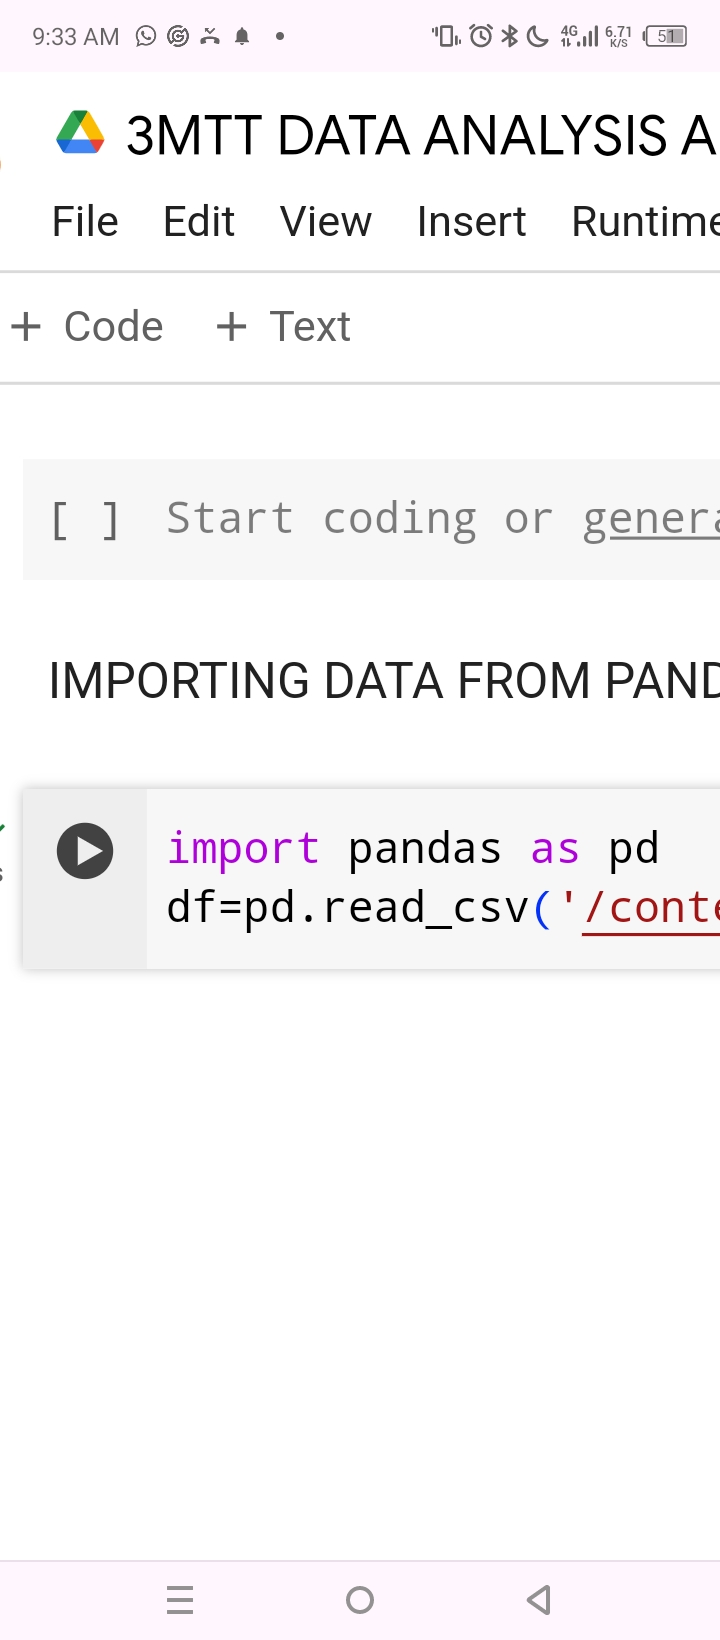 9:33 AM 4G 6.71 K/S 51
3MTT DATA ANALYSIS A
File Edit View Insert Runtime
+ Code + Text
[ ] Start coding or genera
IMPORTING DATA FROM PAND
s
import pandas as pd
df=pd.read_csv('/conte